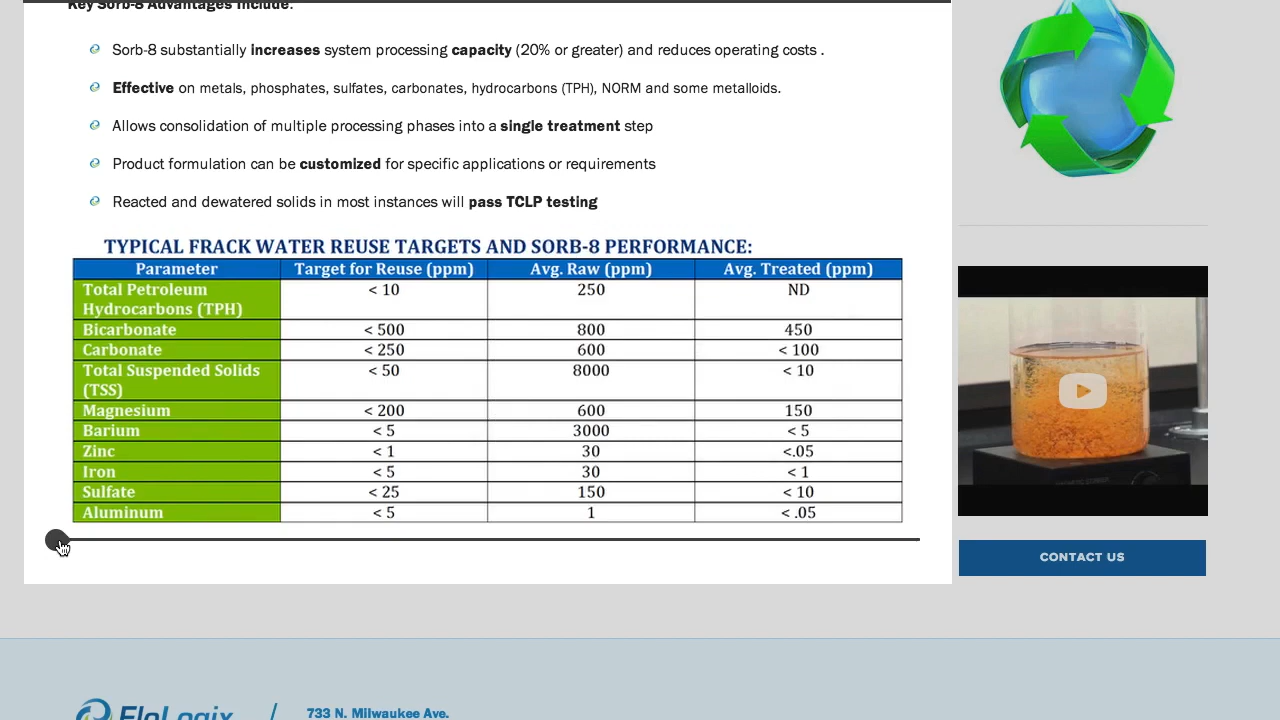 Key Sorb-8 Advantages Include:
Sorb-8 substantially increases system processing capacity (20% or greater) and reduces operating costs .
Effective on metals, phosphates, sulfates, carbonates, hydrocarbons (TPH), NORM and some metalloids.
Allows consolidation of multiple processing phases into a single treatment step
Product formulation can be customized for specific applications or requirements
Reacted and dewatered solids in most instances will pass TCLP testing
TYPICAL FRACK WATER REUSE TARGETS AND SORB-8 PERFORMANCE:
Parameter Target for Reuse (ppm) Avg. Raw (ppm) Avg. Treated (ppm)
Total Petroleum < 10 250 ND
Hydrocarbons (TPH)
Bicarbonate < 500 800 450
Carbonate < 250 600 < 100
Total Suspended Solids < 50 8000 < 10
(TSS)
Magnesium < 200 600 150
Barium < 5 3000 < 5
Zinc < 1 30 <.05
Iron < 5 30 < 1
Sulfate < 25 150 < 10
Aluminum < 5 1 < .05
CONTACT US
FloLogix
733 N. Milwaukee Ave.